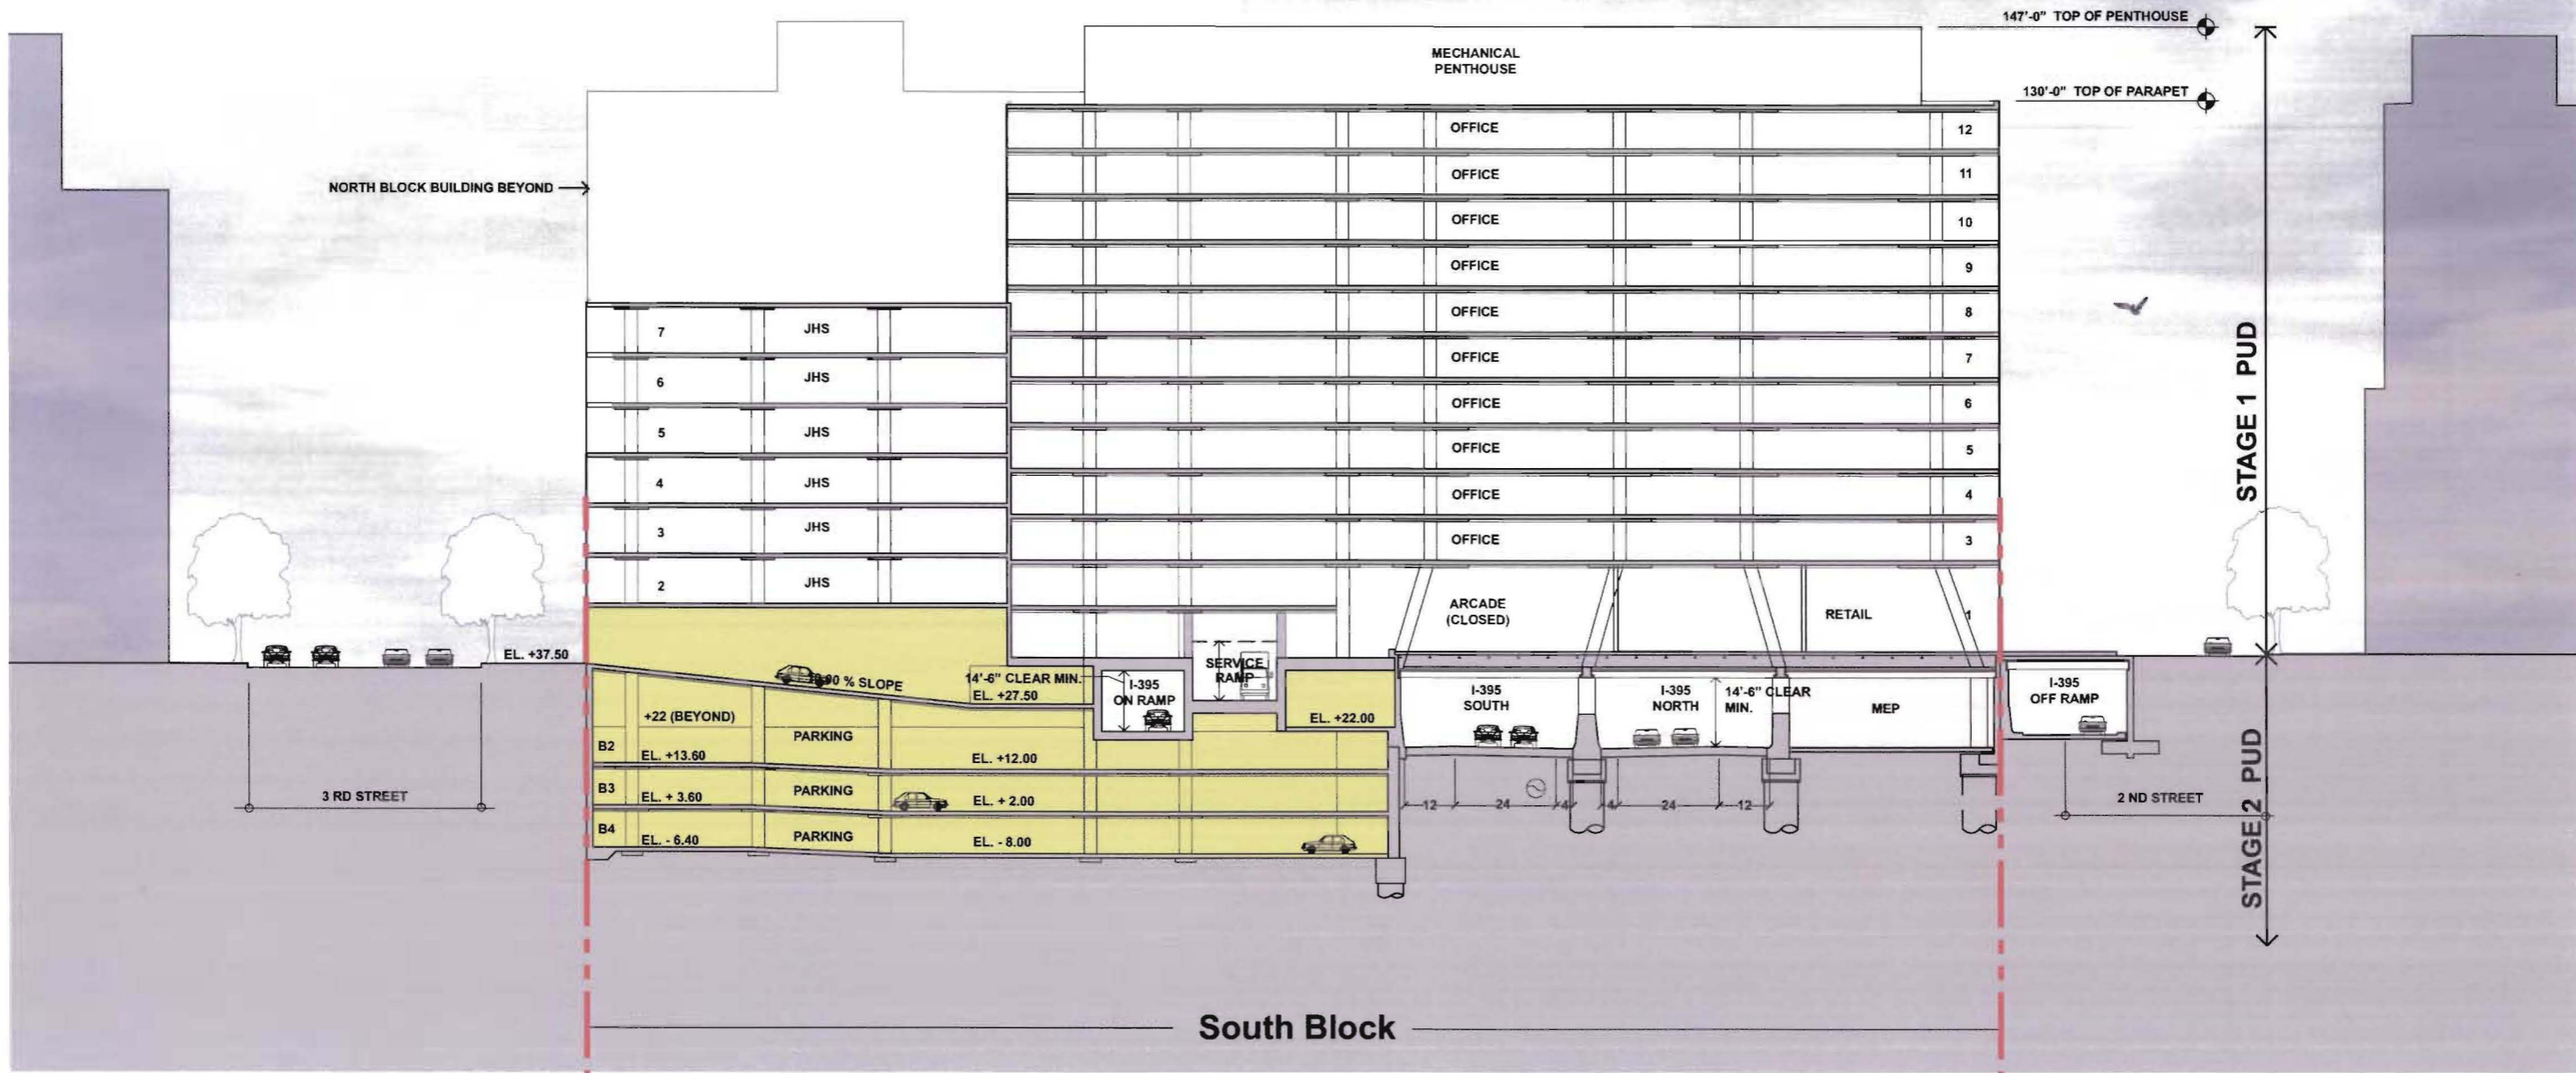 147'-0" TOP OF PENTHOUSE
MECHANICAL
PENTHOUSE
130'-0" TOP OF PARAPET
OFFICE
12
OFFICE
11
NORTH BLOCK BUILDING BEYOND
OFFICE
10
OFFICE
9
OFFICE
8
7
JHS
OFFICE
7
6
JHS
OFFICE
6
5
JHS
OFFICE
5
4
JHS
OFFICE
4
3
JHS
OFFICE
3
2
JHS
ARCADE
(CLOSED)
RETAIL
1
STAGE 1 PUD
EL. +37.50
% SLOPE
14'-6" CLEAR MIN.
EL. +27.50
I-395
ON RAMP
SERVICE
RAMP
EL. +22.00
I-395
SOUTH
I-395
NORTH
14'-6" CLEAR
MIN.
MEP
I-395
OFF RAMP
+22 (BEYOND)
PARKING
B2
EL. +13.60
EL. +12.00
B3
EL. + 3.60
PARKING
EL. + 2.00
B4
EL. - 6.40
PARKING
EL. - 8.00
3 RD STREET
12
24
4
4
24
12
2 ND STREET
STAGE 2 PUD
South Block